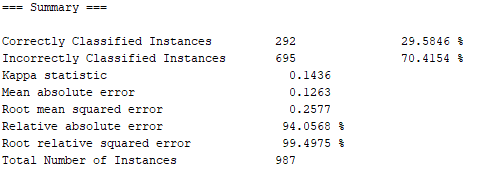 === Summary ===
Correctly Classified Instances 292 29.5846 %
Incorrectly Classified Instances 695 70.4154 %
Kappa statistic 0.1436
Mean absolute error 0.1263
Root mean squared error 0.2577
Relative absolute error 94.0568 %
Root relative squared error 99.4975 %
Total Number of Instances 987